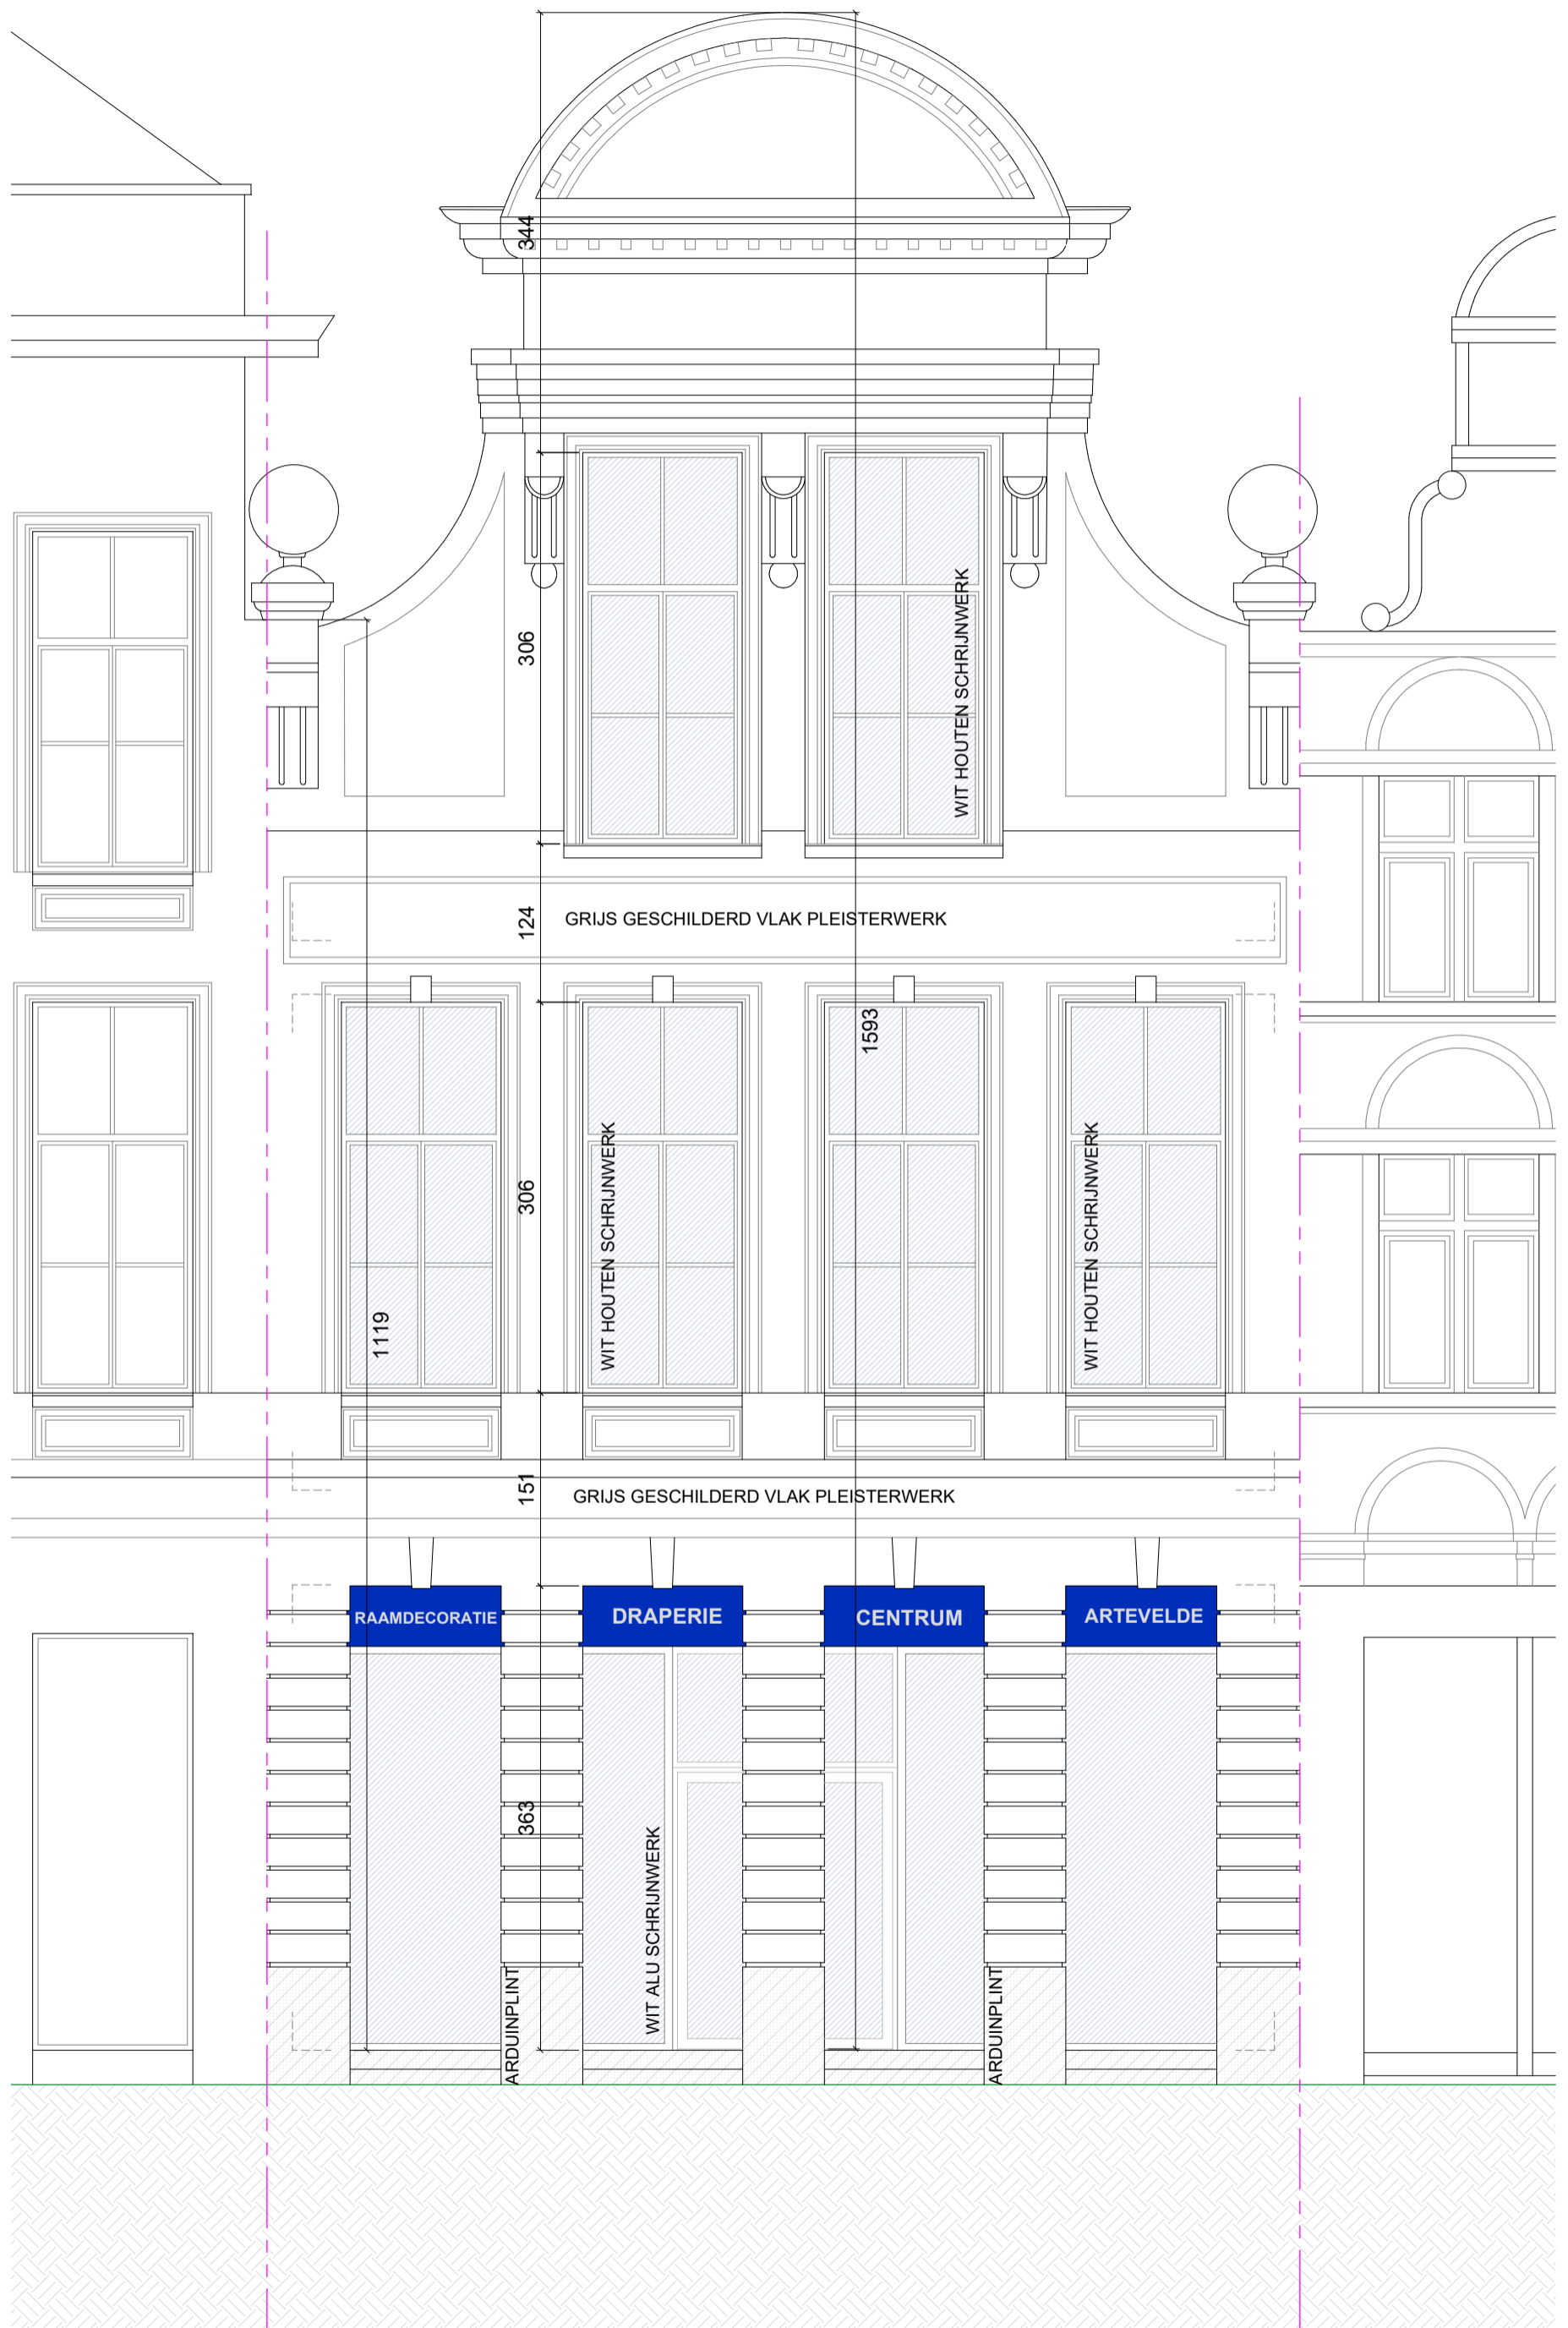 344
306
WIT HOUTEN SCHRIJNWERK
124
GRIJS GESCHILDERD VLAK PLEISTERWERK
1593
306
WIT HOUTEN SCHRIJNWERK
WIT HOUTEN SCHRIJNWERK
1119
151
GRIJS GESCHILDERD VLAK PLEISTERWERK
RAAMDECORATIE
DRAPERIE
CENTRUM
ARTEVELDE
363
WIT ALU SCHRIJNWERK
ARDUINPLINT
ARDUINPLINT